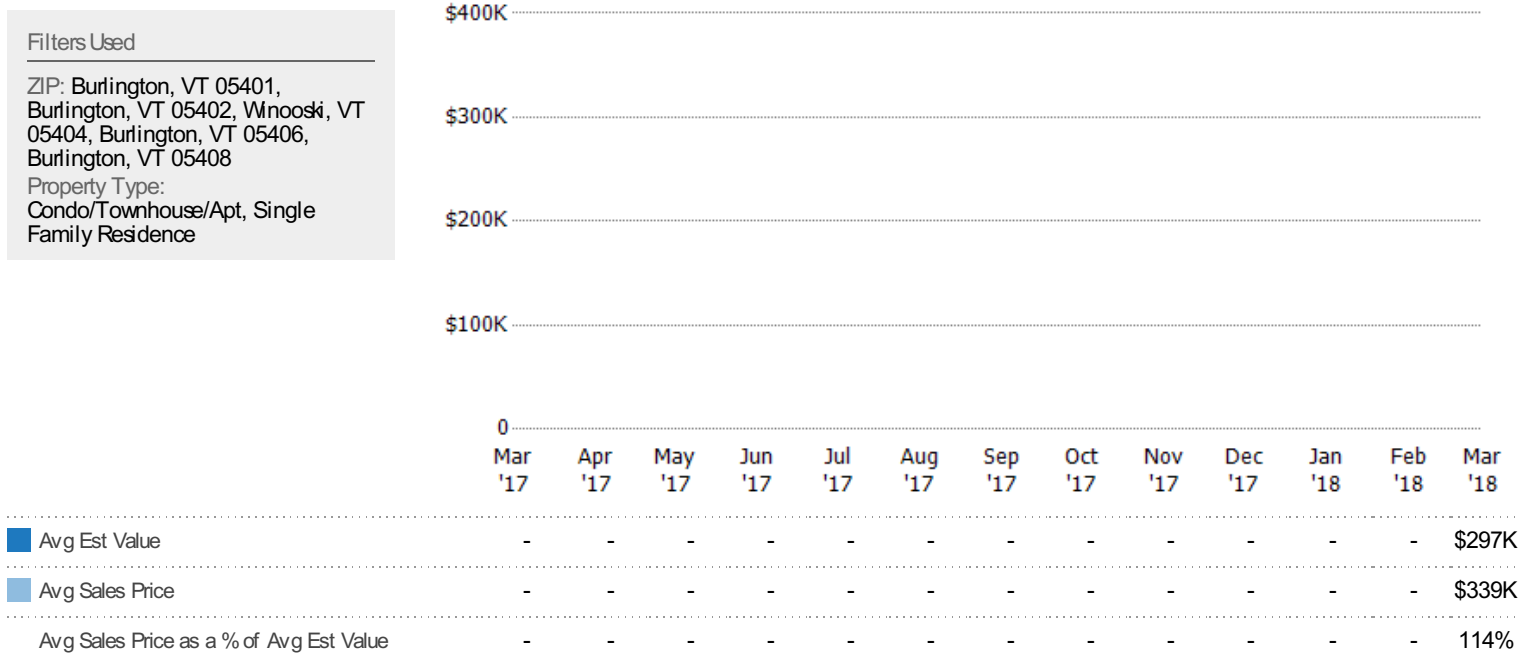 Filters Used
ZIP: Burlington, VT 05401,
Burlington, VT 05402, Winooski, VT
05404, Burlington, VT 05406,
Burlington, VT 05408
Property Type:
Condo/Townhouse/Apt, Single
Family Residence
$400K
$300K
$200K
$100K
0
Mar Apr May Jun Jul Aug Sep Oct Nov Dec Jan Feb Mar
'17 '17 '17 '17 '17 '17 '17 '17 '17 '17 '18 '18 '18
Avg Est Value - - - - - - - - - - - - $297K
Avg Sales Price - - - - - - - - - - - - $339K
Avg Sales Price as a % of Avg Est Value - - - - - - - - - - - - 114%